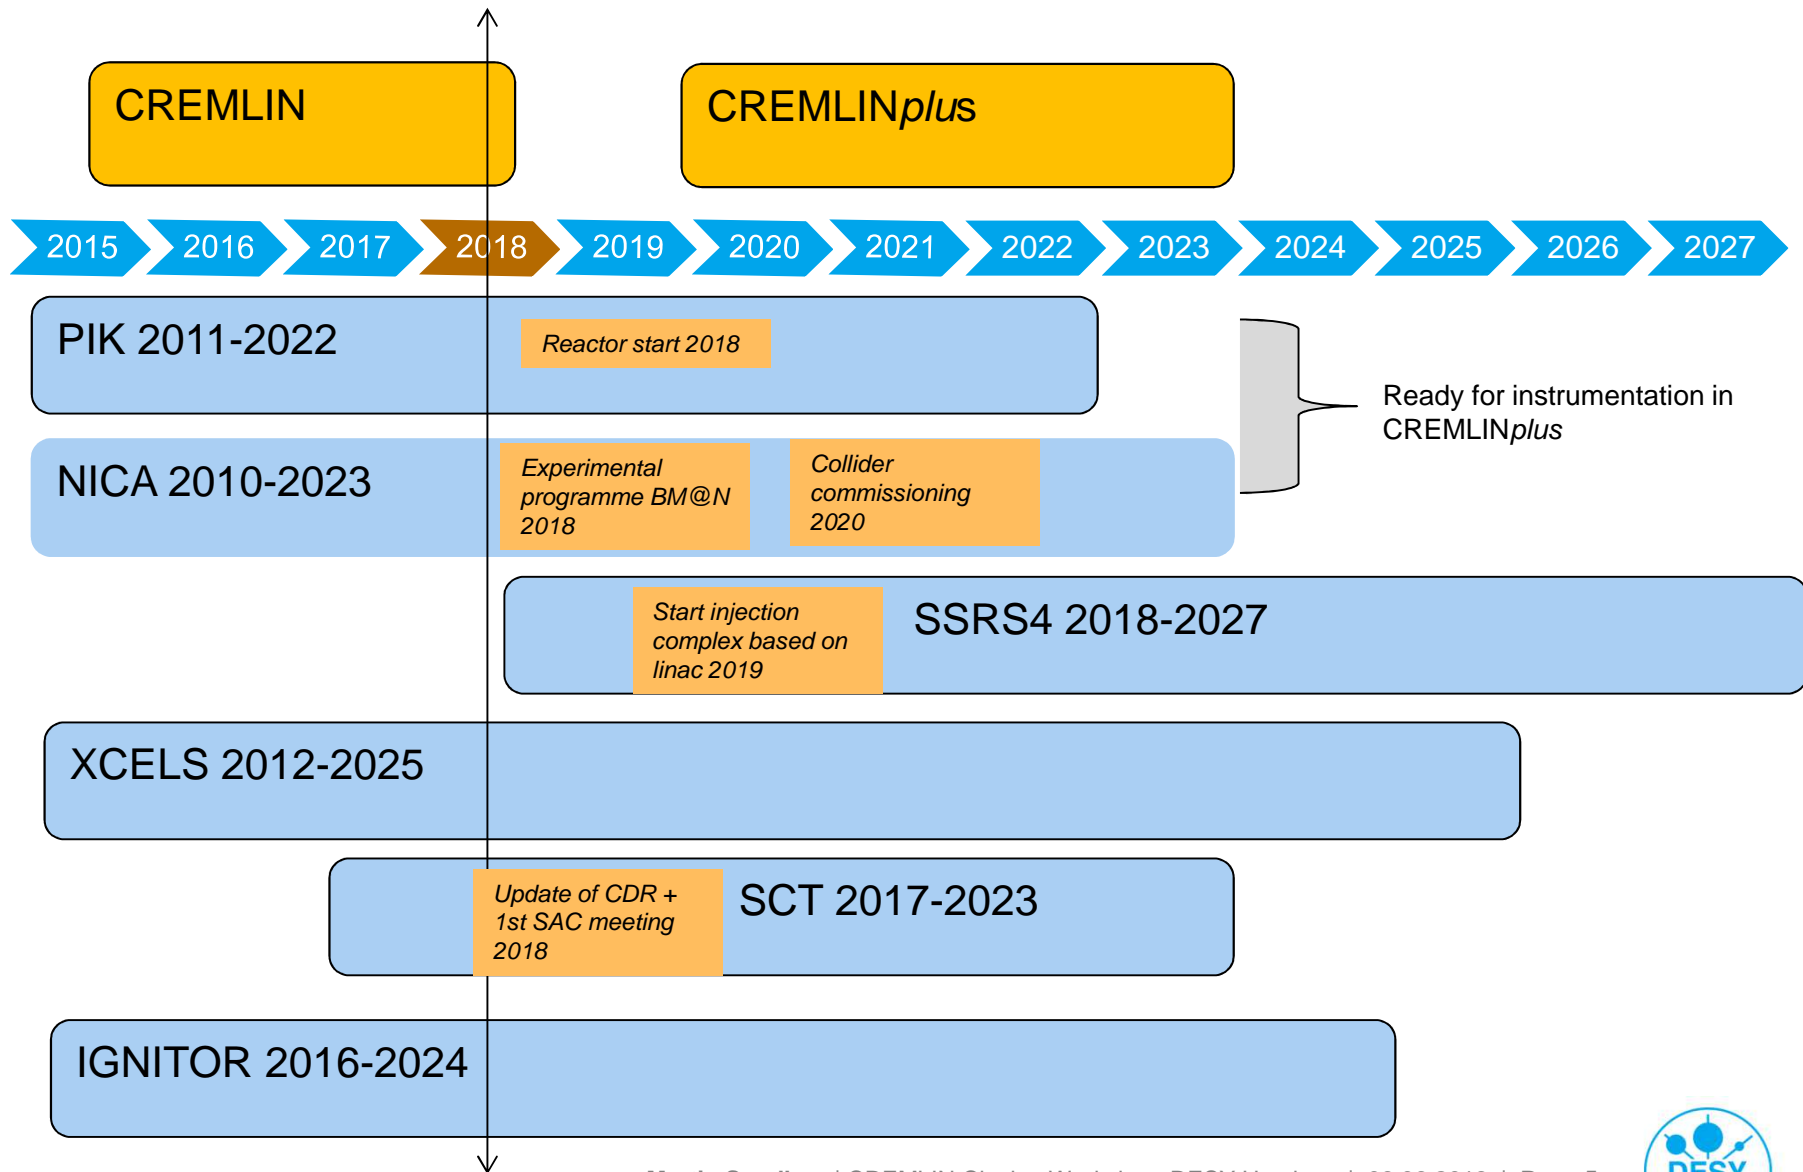 CREMLIN
CREMLINplus
2015 2016 2017 2018 2019 2020 2021 2022 2023 2024 2025 2026 2027
PIK 2011-2022
Reactor start 2018
Ready for instrumentation in
CREMLINplus
NICA 2010-2023
Experimental
programme BM@N
2018
Collider
commissioning
2020
Start injection
complex based on
linac 2019
SSRS4 2018-2027
XCELS 2012-2025
Update of CDR +
1st SAC meeting
2018
SCT 2017-2023
IGNITOR 2016-2024
DESY